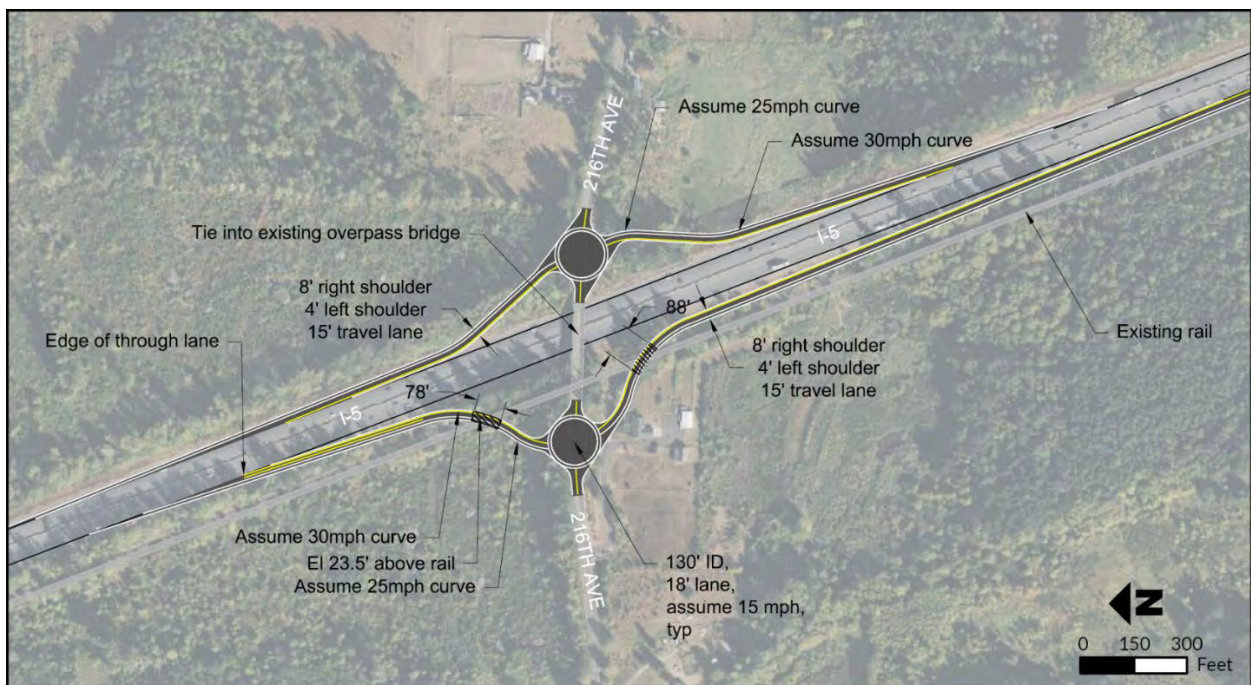 216TH AVE
Assume 25mph curve
Assume 30mph curve
Tie into existing overpass bridge
I-5
8' right shoulder
4' left shoulder
15' travel lane
88'
Existing rail
Edge of through lane
8' right shoulder
4' left shoulder
15' travel lane
78'
I-5
Assume 30mph curve
El 23.5' above rail
Assume 25mph curve
216TH AVE
130' ID,
18' lane,
assume 15 mph,
typ
N
0 150 300
Feet